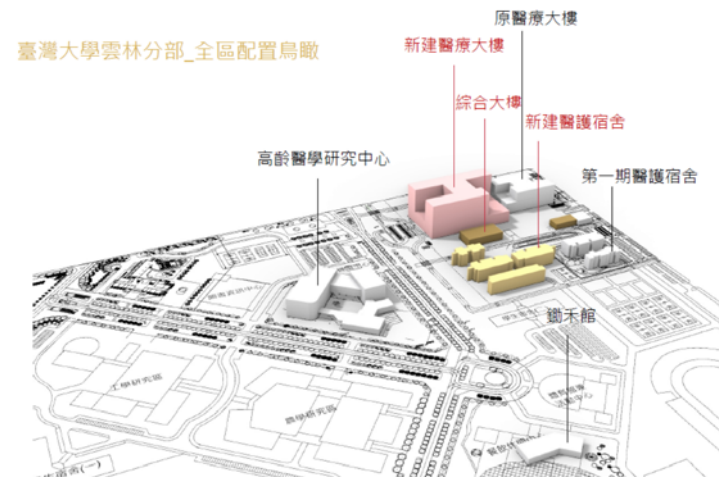 臺灣大學雲林分部_全區配置鳥瞰
原醫療大樓
新建醫療大樓
綜合大樓
新建醫護宿舍
高齡醫學研究中心
第一期醫護宿舍
鋤禾館
工學研究區
農學研究區